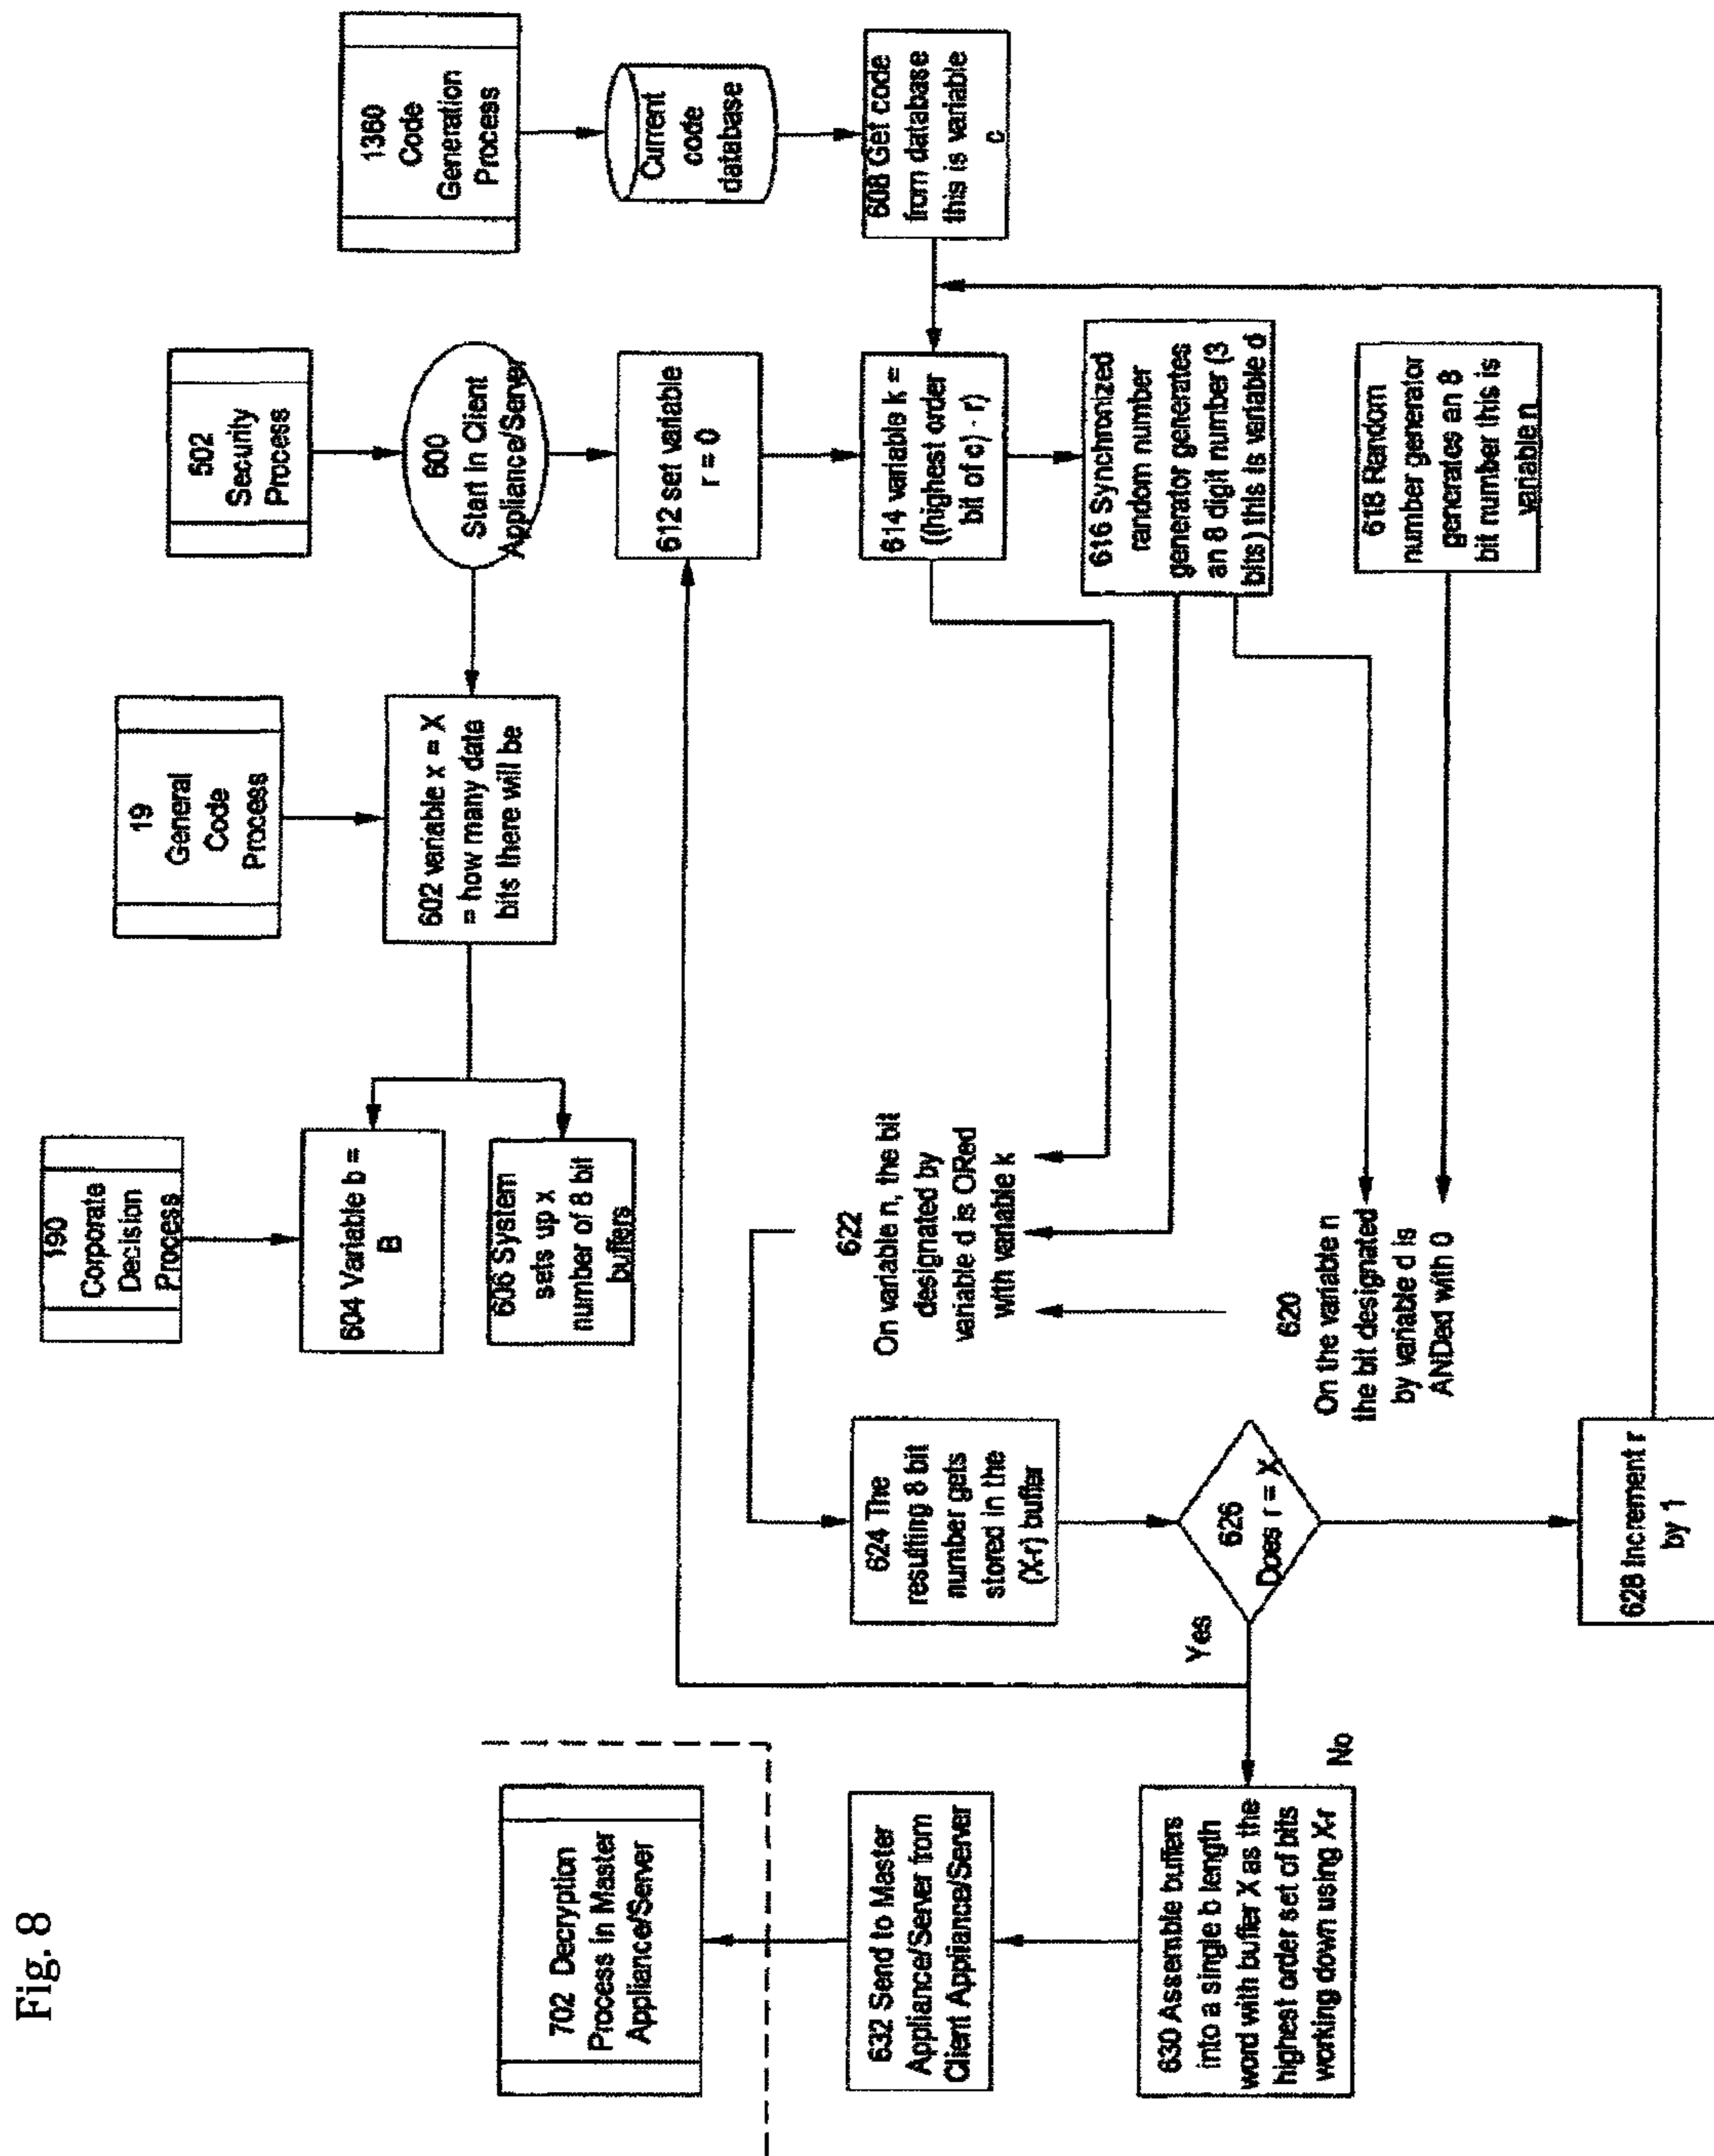 Fig. 8
190
Corporate
Decision
Process
604 Variable b =
B
606 System
sets up x
number of 8 bit
buffers
19
General
Code
Process
602 variable x = X
= how many date
bits there will be
502
Security
Process
600
Start in Client
Appliance/Server
612 set variable
r = 0
1360
Code
Generation
Process
Current
code
database
608 Get code
from database
this is variable
c
614 variable k =
((highest order
bit of c) - r)
616 Synchronized
random number
generator generates
an 8 digit number (3
bits) this is variable d
618 Random
number generator
generates an 8
bit number this is
variable n
622
On variable n, the bit
designated by
variable d is ORed
with variable k
620
On the variable n
the bit designated
by variable d is
ANDed with 0
624 The
resulting 8 bit
number gets
stored in the
(X-r) buffer
626
Does r = X
Yes
No
628 Increment r
by 1
630 Assemble buffers
into a single b length
word with buffer X as the
highest order set of bits
working down using X-r
632 Send to Master
Appliance/Server from
Client Appliance/Server
702 Decryption
Process in Master
Appliance/Server